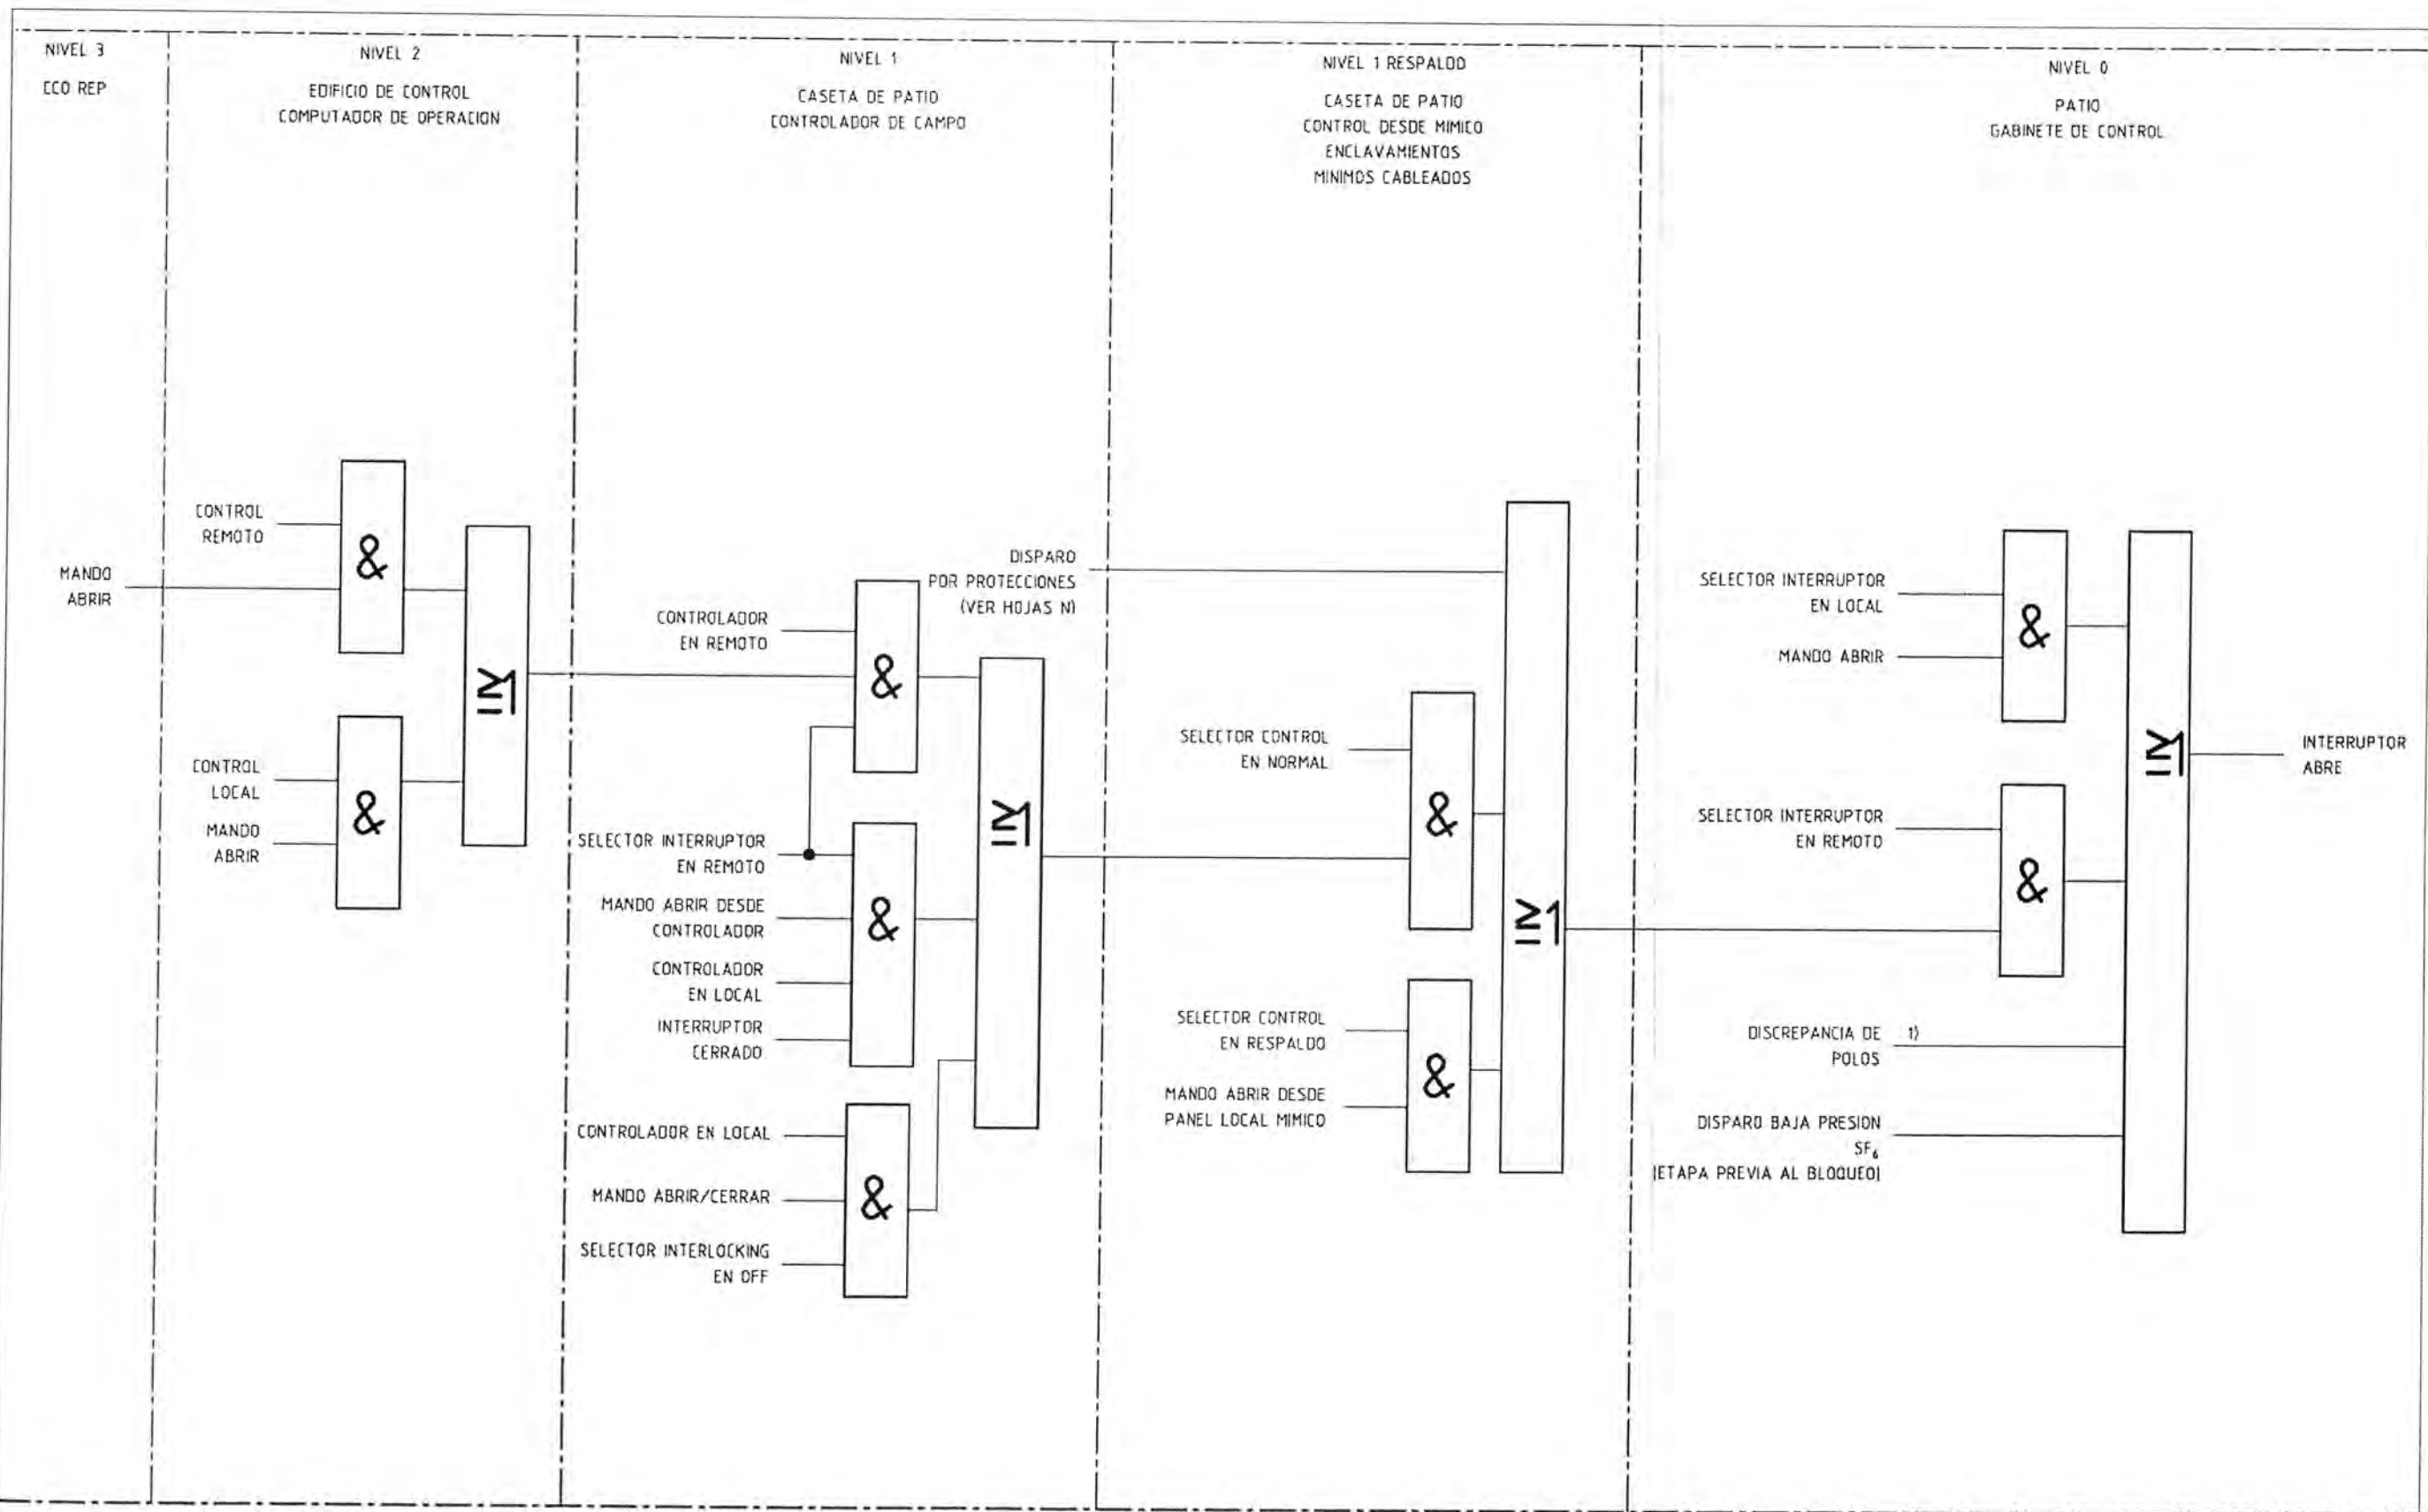 NIVEL 3
CCO REP
NIVEL 2
EDIFICIO DE CONTROL
COMPUTADOR DE OPERACION
NIVEL 1
CASETA DE PATIO
CONTROLADOR DE CAMPO
NIVEL 1 RESPALDO
CASETA DE PATIO
CONTROL DESDE MIMICO
ENCLAVAMIENTOS
MINIMOS CABLEADOS
NIVEL 0
PATIO
GABINETE DE CONTROL
MANDO
ABRIR
CONTROL
REMOTO
&
CONTROL
LOCAL
MANDO
ABRIR
&
≥1
CONTROLADOR
EN REMOTO
&
SELECTOR INTERRUPTOR
EN REMOTO
MANDO ABRIR DESDE
CONTROLADOR
CONTROLADOR
EN LOCAL
INTERRUPTOR
CERRADO
&
CONTROLADOR EN LOCAL
MANDO ABRIR/CERRAR
SELECTOR INTERLOCKING
EN OFF
&
≥1
DISPARO
POR PROTECCIONES
(VER HOJAS N)
SELECTOR CONTROL
EN NORMAL
&
SELECTOR CONTROL
EN RESPALDO
MANDO ABRIR DESDE
PANEL LOCAL MIMICO
&
≥1
SELECTOR INTERRUPTOR
EN LOCAL
MANDO ABRIR
&
SELECTOR INTERRUPTOR
EN REMOTO
&
DISCREPANCIA DE 1)
POLOS
DISPARO BAJA PRESION
SF6
(ETAPA PREVIA AL BLOQUEO)
≥1
INTERRUPTOR
ABRE